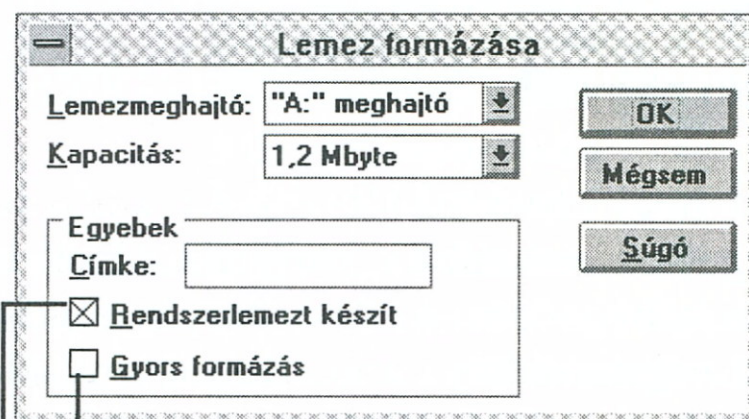 Lemez formázása
Lemezmeghajtó: "A:" meghajtó
Kapacitás: 1,2 Mbyte
OK
Mégsem
Súgó
Egyebek
Címke:
Rendszerlemezt készít
Gyors formázás